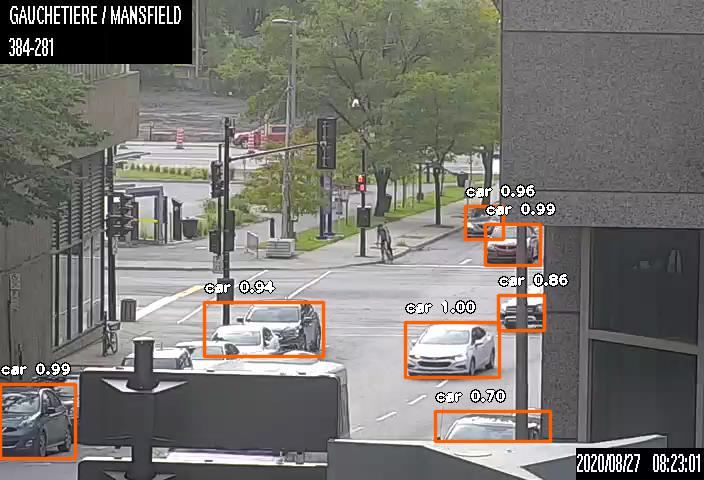 GAUCHETIERE / MANSFIELD
384-281
car 0.96
car 0.99
car 0.86
car 0.94
car 1.00
car 0.99
car 0.70
2020/08/27 08:23:01